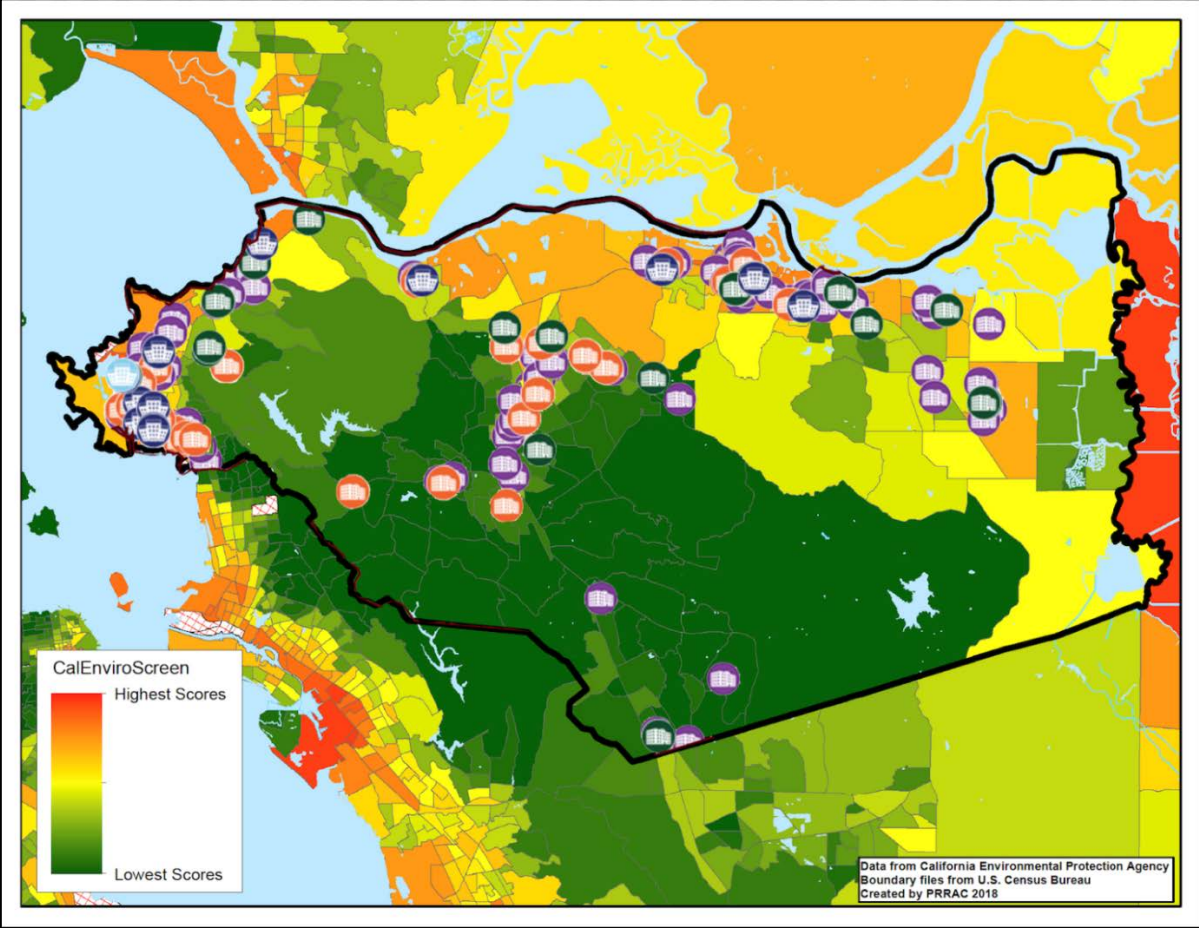 CalEnviroScreen
Highest Scores
Lowest Scores
Data from California Environmental Protection Agency
Boundary files from U.S. Census Bureau
Created by PRRAC 2018